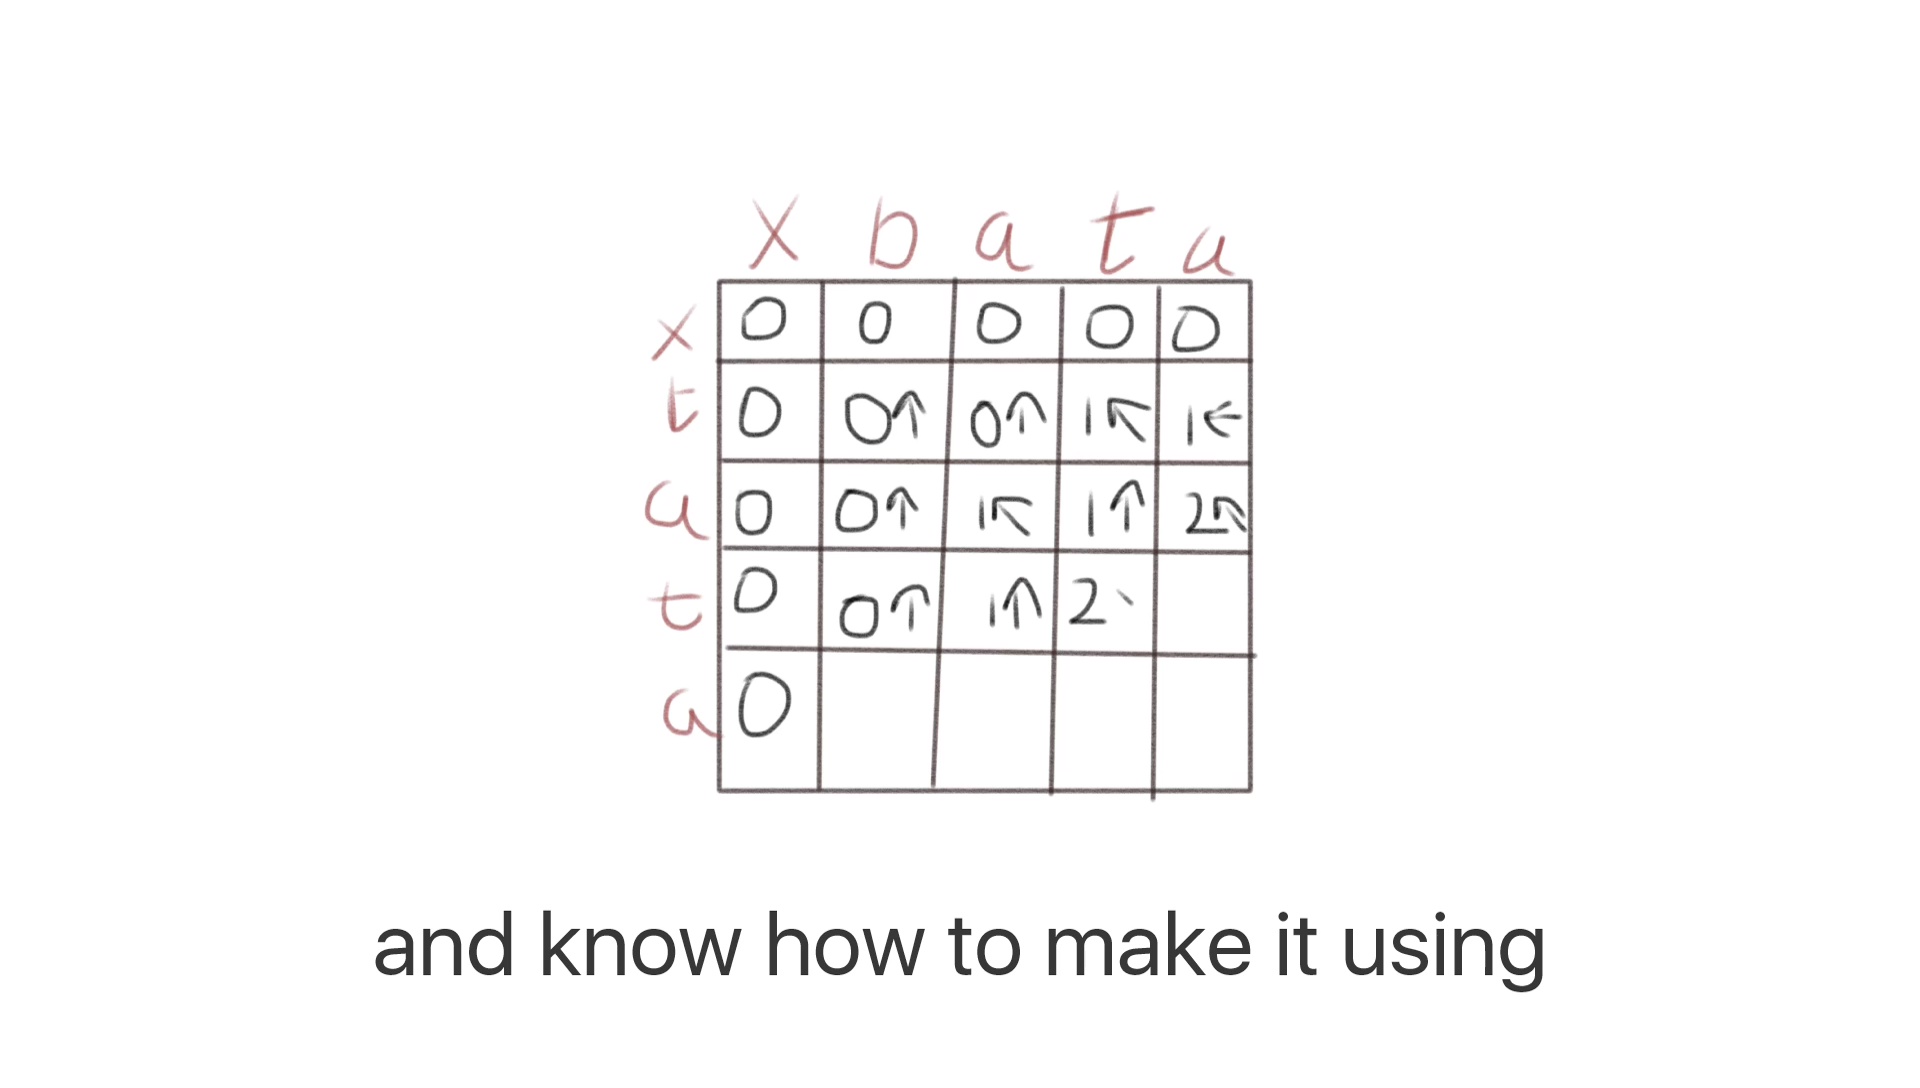 x b a t a
x 0 0 0 0 0
t 0 0↑ 0↑ 1↖ 1←
a 0 0↑ 1↖ 1↑ 2↖
t 0 0↑ 1↑ 2
a 0
and know how to make it using